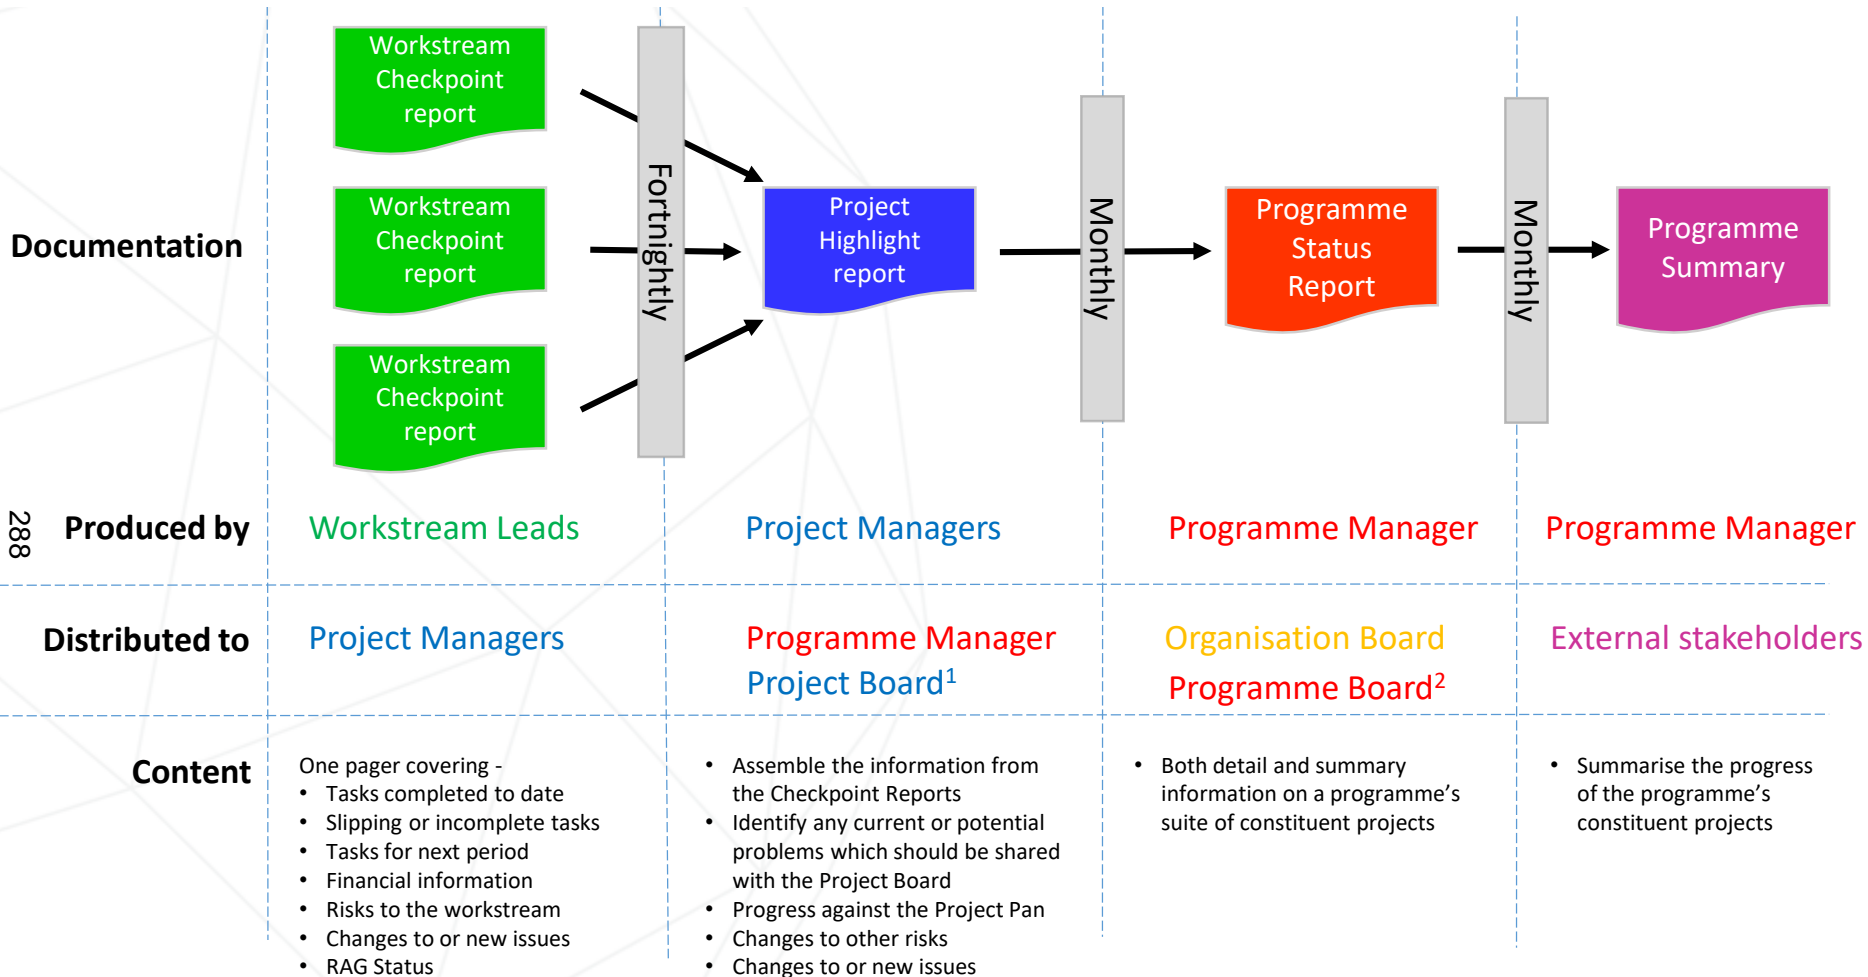 Documentation
Workstream
Checkpoint
report
Workstream
Checkpoint
report
Workstream
Checkpoint
report
Fortnightly
Project
Highlight
report
Monthly
Programme
Status
Report
Monthly
Programme
Summary
288
Produced by
Workstream Leads
Project Managers
Programme Manager
Programme Manager
Distributed to
Project Managers
Programme Manager
Project Board¹
Organisation Board
Programme Board²
External stakeholders
Content
One pager covering -
• Tasks completed to date
• Slipping or incomplete tasks
• Tasks for next period
• Financial information
• Risks to the workstream
• Changes to or new issues
• RAG Status
• Assemble the information from
the Checkpoint Reports
• Identify any current or potential
problems which should be shared
with the Project Board
• Progress against the Project Pan
• Changes to other risks
• Changes to or new issues
• Both detail and summary
information on a programme’s
suite of constituent projects
• Summarise the progress
of the programme’s
constituent projects